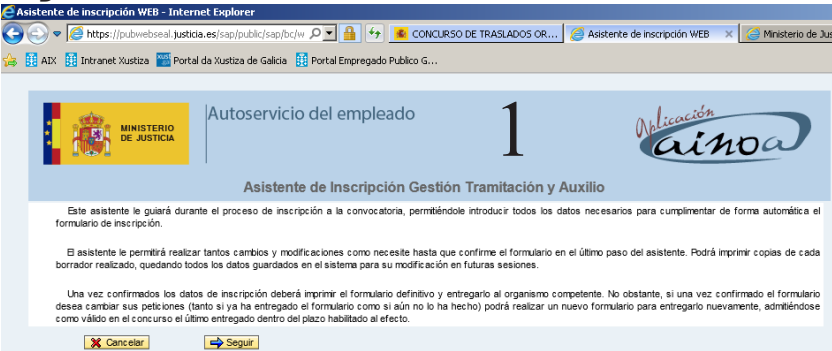 Asistente de inscripción WEB - Internet Explorer
https://pubwebseal.justicia.es/sap/public/sap/bc/w
CONCURSO DE TRASLADOS OR...
Asistente de inscripción WEB
Ministerio de Jus
AIX Intranet Xustiza Portal da Xustiza de Galicia Portal Empregado Publico G...
MINISTERIO
DE JUSTICIA
Autoservicio del empleado
1
Aplicación
ainoa
Asistente de Inscripción Gestión Tramitación y Auxilio
Este asistente le guiará durante el proceso de inscripción a la convocatoria, permitiéndole introducir todos los datos necesarios para cumplimentar de forma automática el
formulario de inscripción.
El asistente le permitirá realizar tantos cambios y modificaciones como necesite hasta que confirme el formulario en el último paso del asistente. Podrá imprimir copias de cada
borrador realizado, quedando todos los datos guardados en el sistema para su modificación en futuras sesiones.
Una vez confirmados los datos de inscripción deberá imprimir el formulario definitivo y entregarlo al organismo competente. No obstante, si una vez confirmado el formulario
desea cambiar sus peticiones (tanto si ya ha entregado el formulario como si aún no lo ha hecho) podrá realizar un nuevo formulario para entregarlo nuevamente, admitiéndose
como válido en el concurso el último entregado dentro del plazo habilitado al efecto.
Cancelar
Seguir